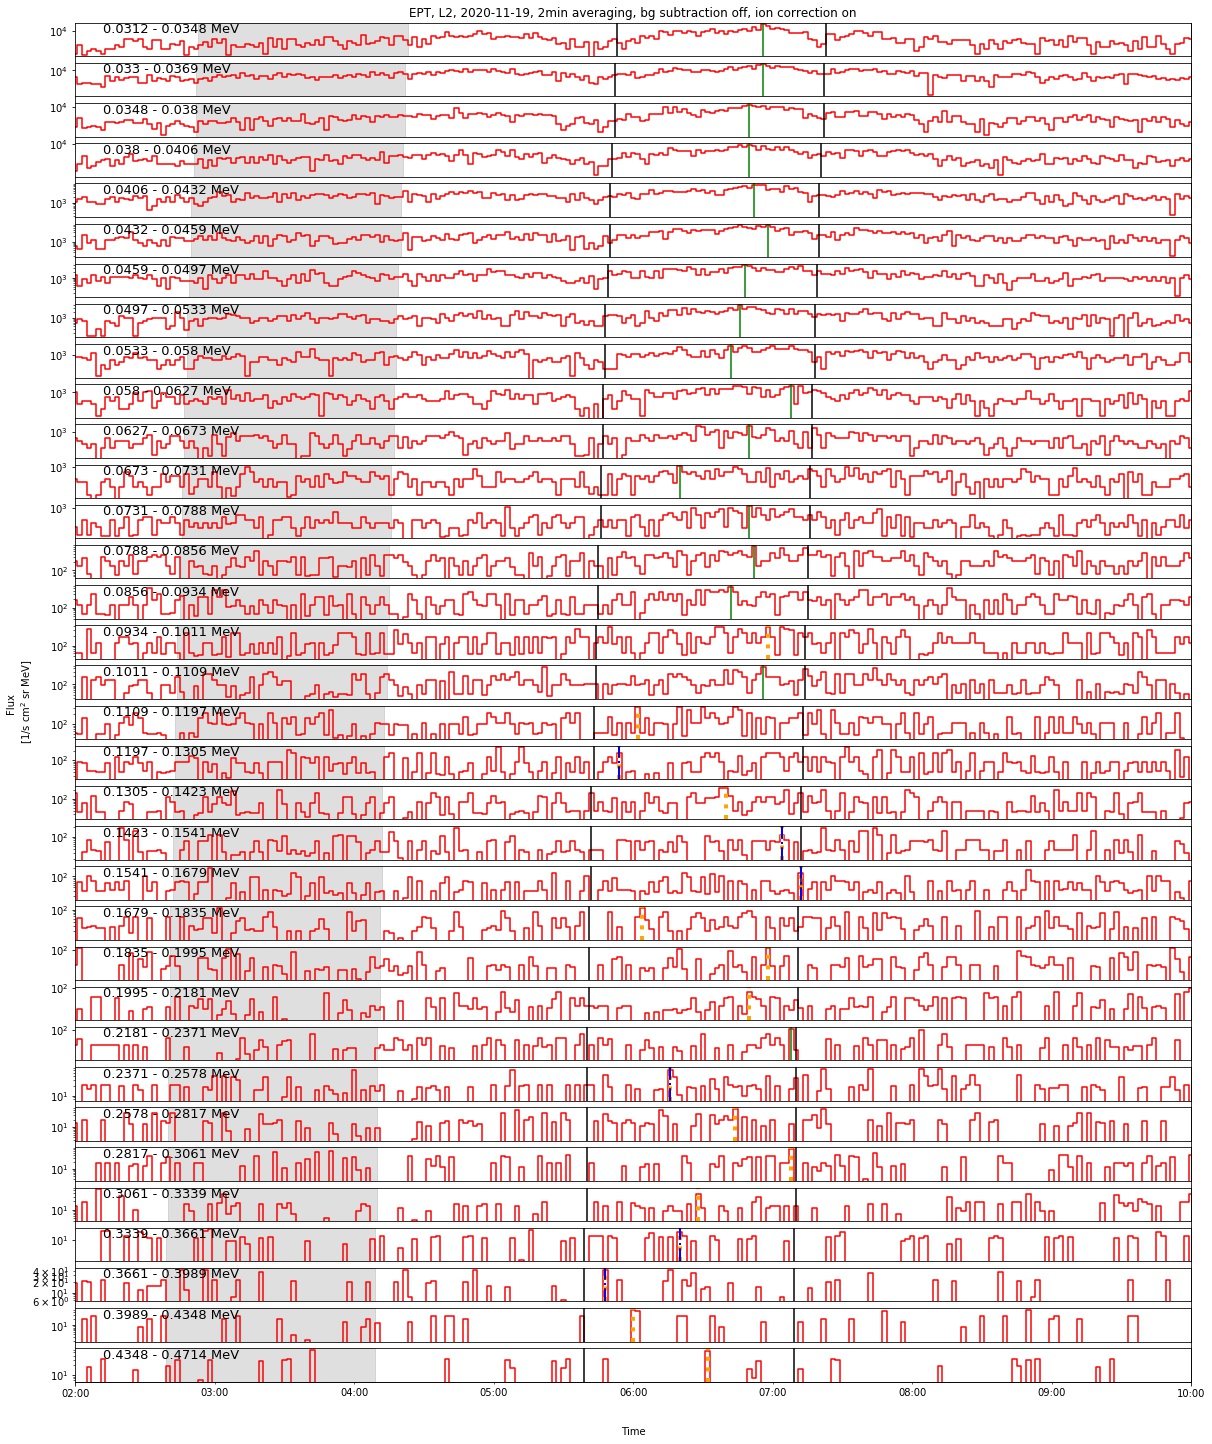 EPT, L2, 2020-11-19, 2min averaging, bg subtraction off, ion correction on
10⁴ 0.0312 - 0.0348 MeV
10⁴ 0.033 - 0.0369 MeV
10⁴ 0.0348 - 0.038 MeV
10⁴ 0.038 - 0.0406 MeV
10³ 0.0406 - 0.0432 MeV
10³ 0.0432 - 0.0459 MeV
10³ 0.0459 - 0.0497 MeV
10³ 0.0497 - 0.0533 MeV
10³ 0.0533 - 0.058 MeV
10³ 0.058 - 0.0627 MeV
10³ 0.0627 - 0.0673 MeV
10³ 0.0673 - 0.0731 MeV
10³ 0.0731 - 0.0788 MeV
10² 0.0788 - 0.0856 MeV
10² 0.0856 - 0.0934 MeV
10² 0.0934 - 0.1011 MeV
10² 0.1011 - 0.1109 MeV
Flux
[1/s cm² sr MeV]
10² 0.1109 - 0.1197 MeV
10² 0.1197 - 0.1305 MeV
10² 0.1305 - 0.1423 MeV
10² 0.1423 - 0.1541 MeV
10² 0.1541 - 0.1679 MeV
10² 0.1679 - 0.1835 MeV
10² 0.1835 - 0.1995 MeV
10² 0.1995 - 0.2181 MeV
10² 0.2181 - 0.2371 MeV
10¹ 0.2371 - 0.2578 MeV
10¹ 0.2578 - 0.2817 MeV
10¹ 0.2817 - 0.3061 MeV
10¹ 0.3061 - 0.3339 MeV
10¹ 0.3339 - 0.3661 MeV
4 × 10¹ 0.3661 - 0.3989 MeV
3 × 10¹
2 × 10¹
10¹
6 × 10⁰
10¹ 0.3989 - 0.4348 MeV
10¹ 0.4348 - 0.4714 MeV
02:00 03:00 04:00 05:00 06:00 07:00 08:00 09:00 10:00
Time